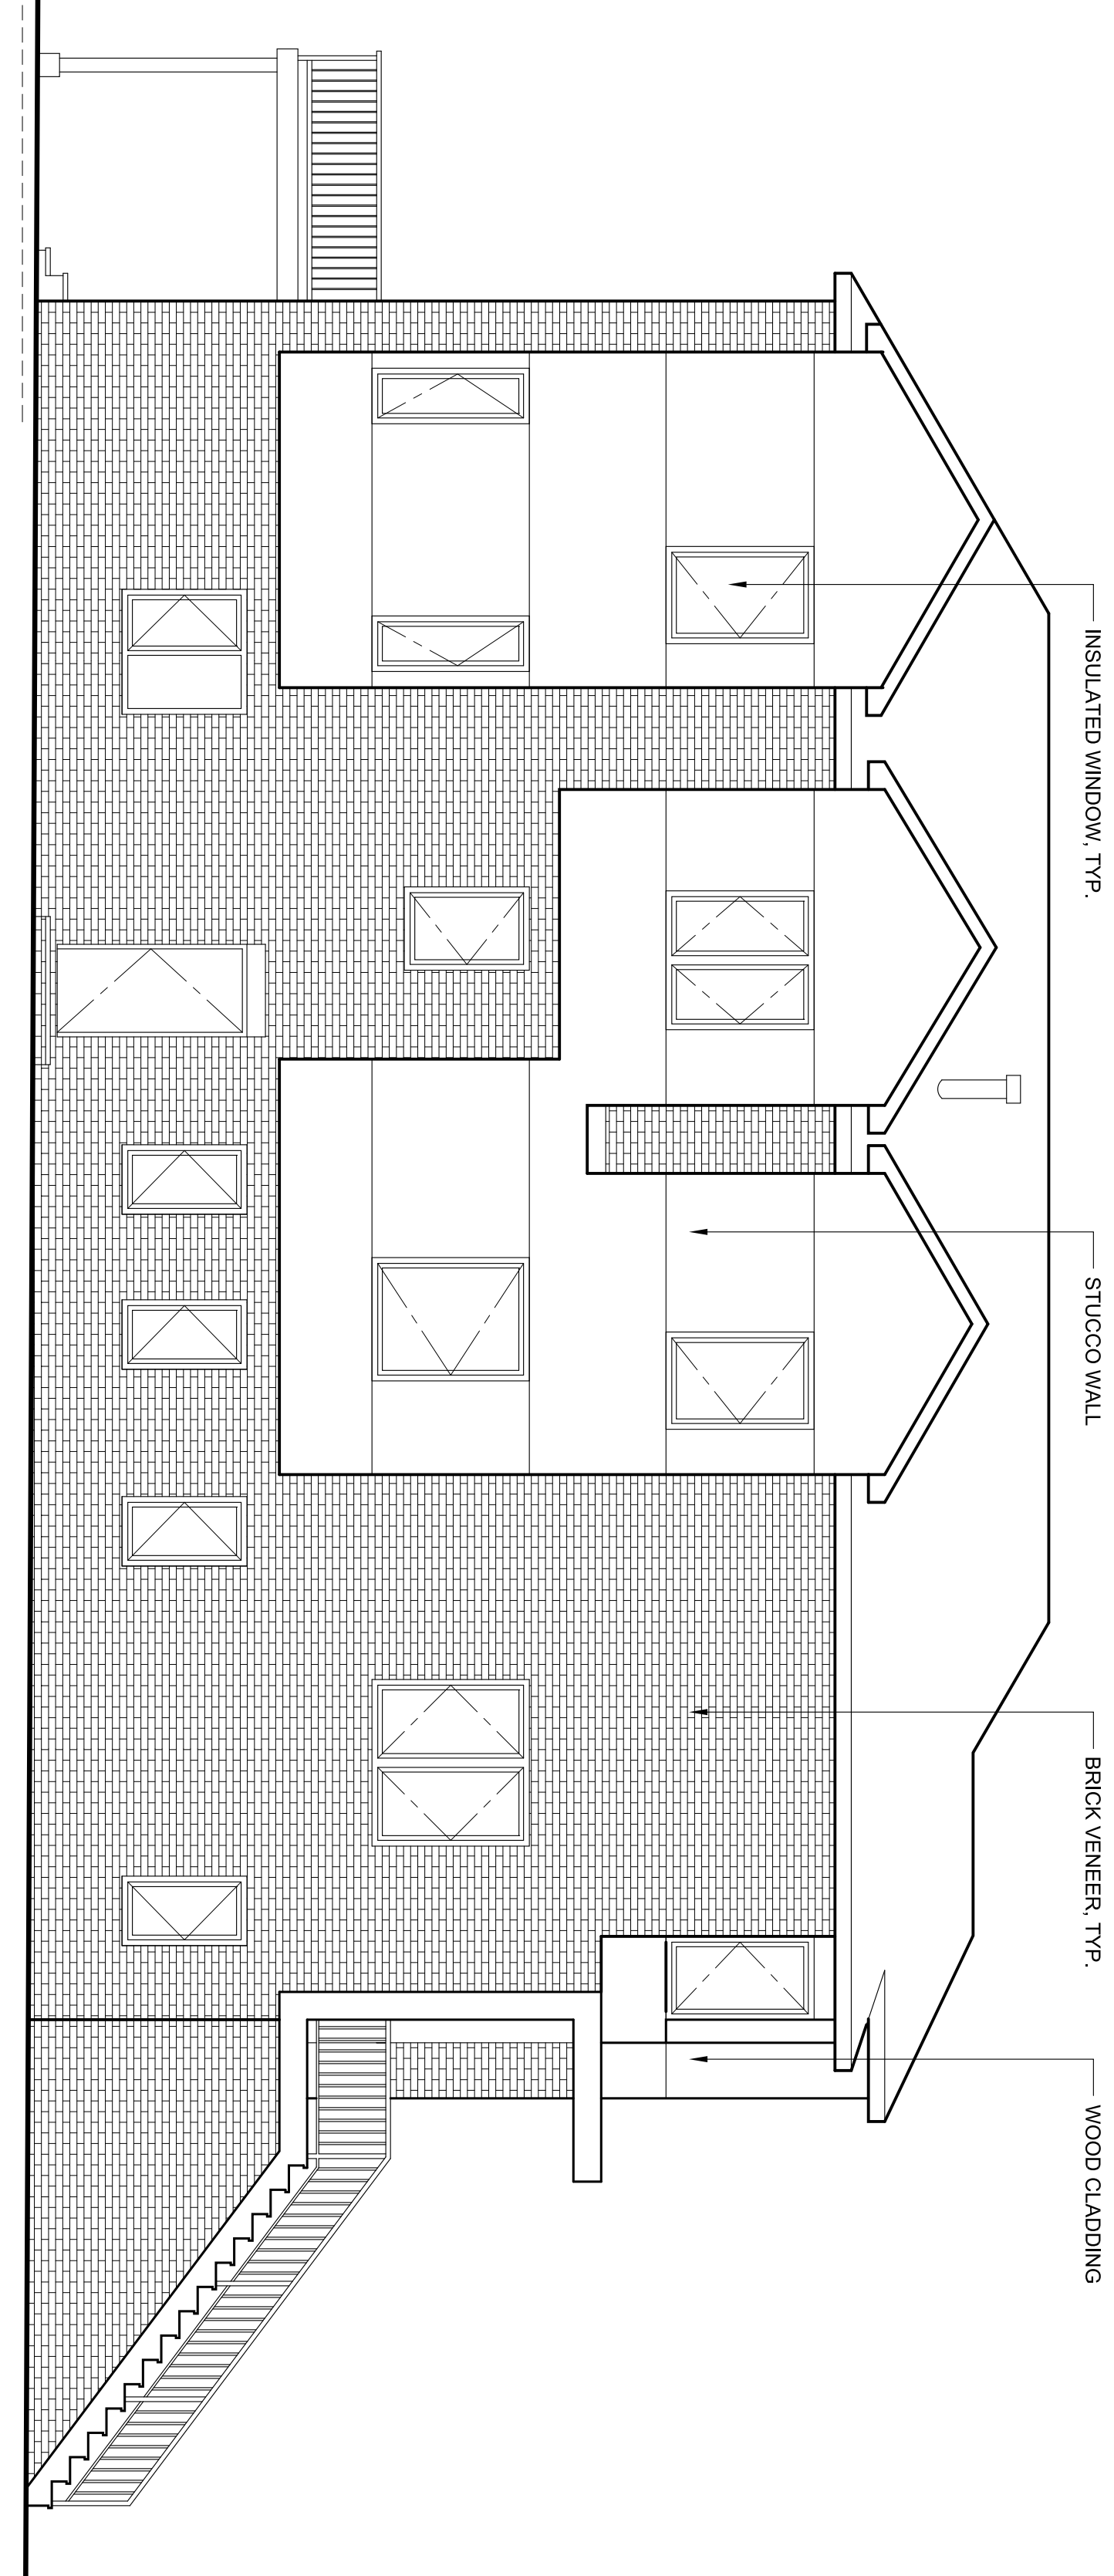 INSULATED WINDOW, TYP.
STUCCO WALL
BRICK VENEER, TYP.
WOOD CLADDING